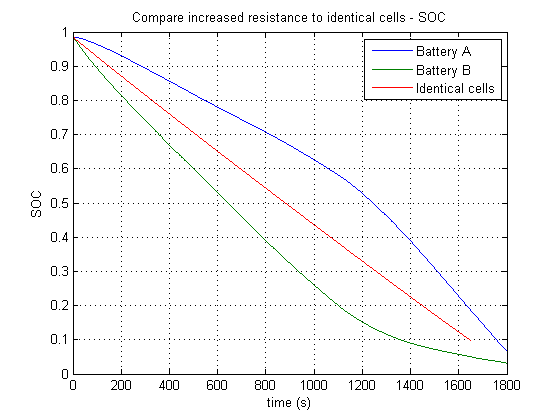 Compare increased resistance to identical cells - SOC
1
0.9
0.8
0.7
0.6
0.5
0.4
0.3
0.2
0.1
0
SOC
Battery A
Battery B
Identical cells
0 200 400 600 800 1000 1200 1400 1600 1800
time (s)